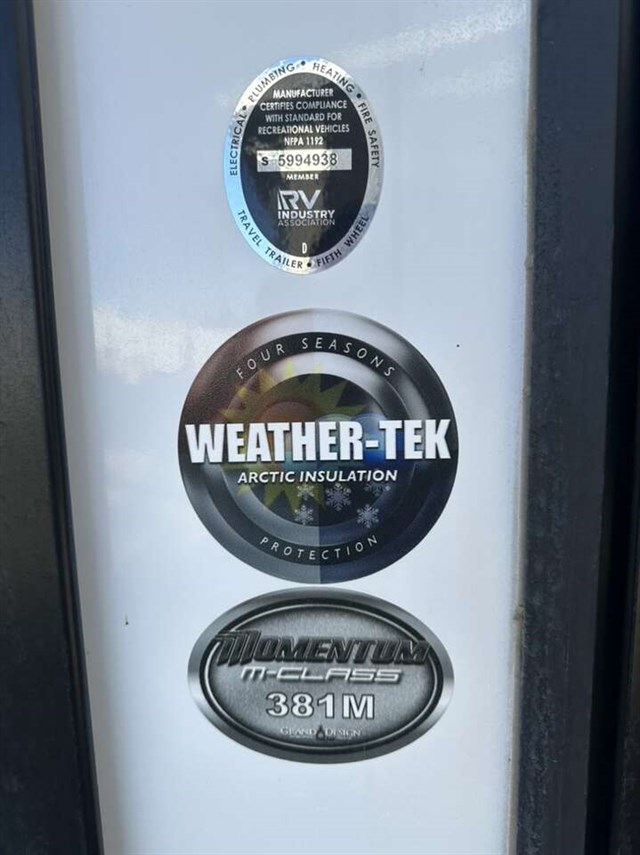 ELECTRICAL • PLUMBING • HEATING • FIRE SAFETY
MANUFACTURER
CERTIFIES COMPLIANCE
WITH STANDARD FOR
RECREATIONAL VEHICLES
NFPA 1192
S 5994938
MEMBER
RV
INDUSTRY
ASSOCIATION
D
TRAVEL TRAILER • FIFTH WHEEL
FOUR SEASONS
WEATHER-TEK
ARCTIC INSULATION
PROTECTION
MOMENTUM
M-CLASS
381M
GRAND DESIGN